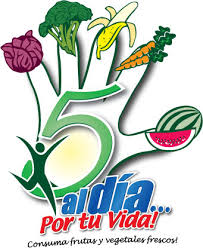 5
al día...
Por tu Vida!
Consuma frutas y vegetales frescos!